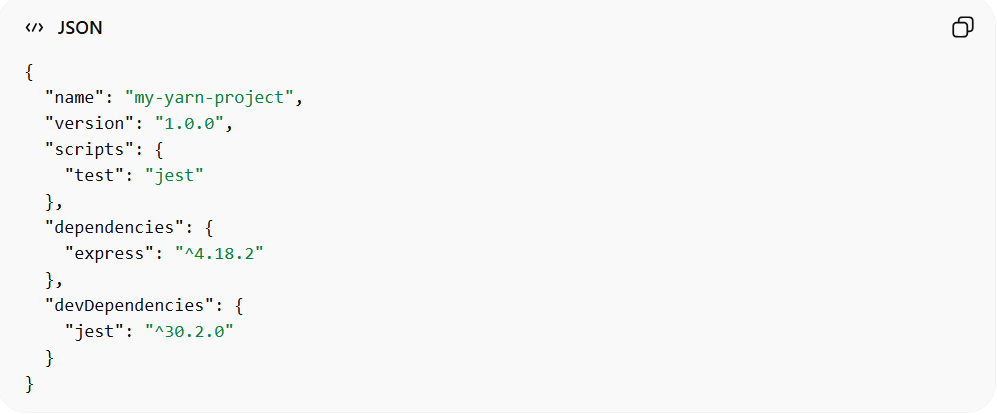 JSON
{
  "name": "my-yarn-project",
  "version": "1.0.0",
  "scripts": {
    "test": "jest"
  },
  "dependencies": {
    "express": "^4.18.2"
  },
  "devDependencies": {
    "jest": "^30.2.0"
  }
}